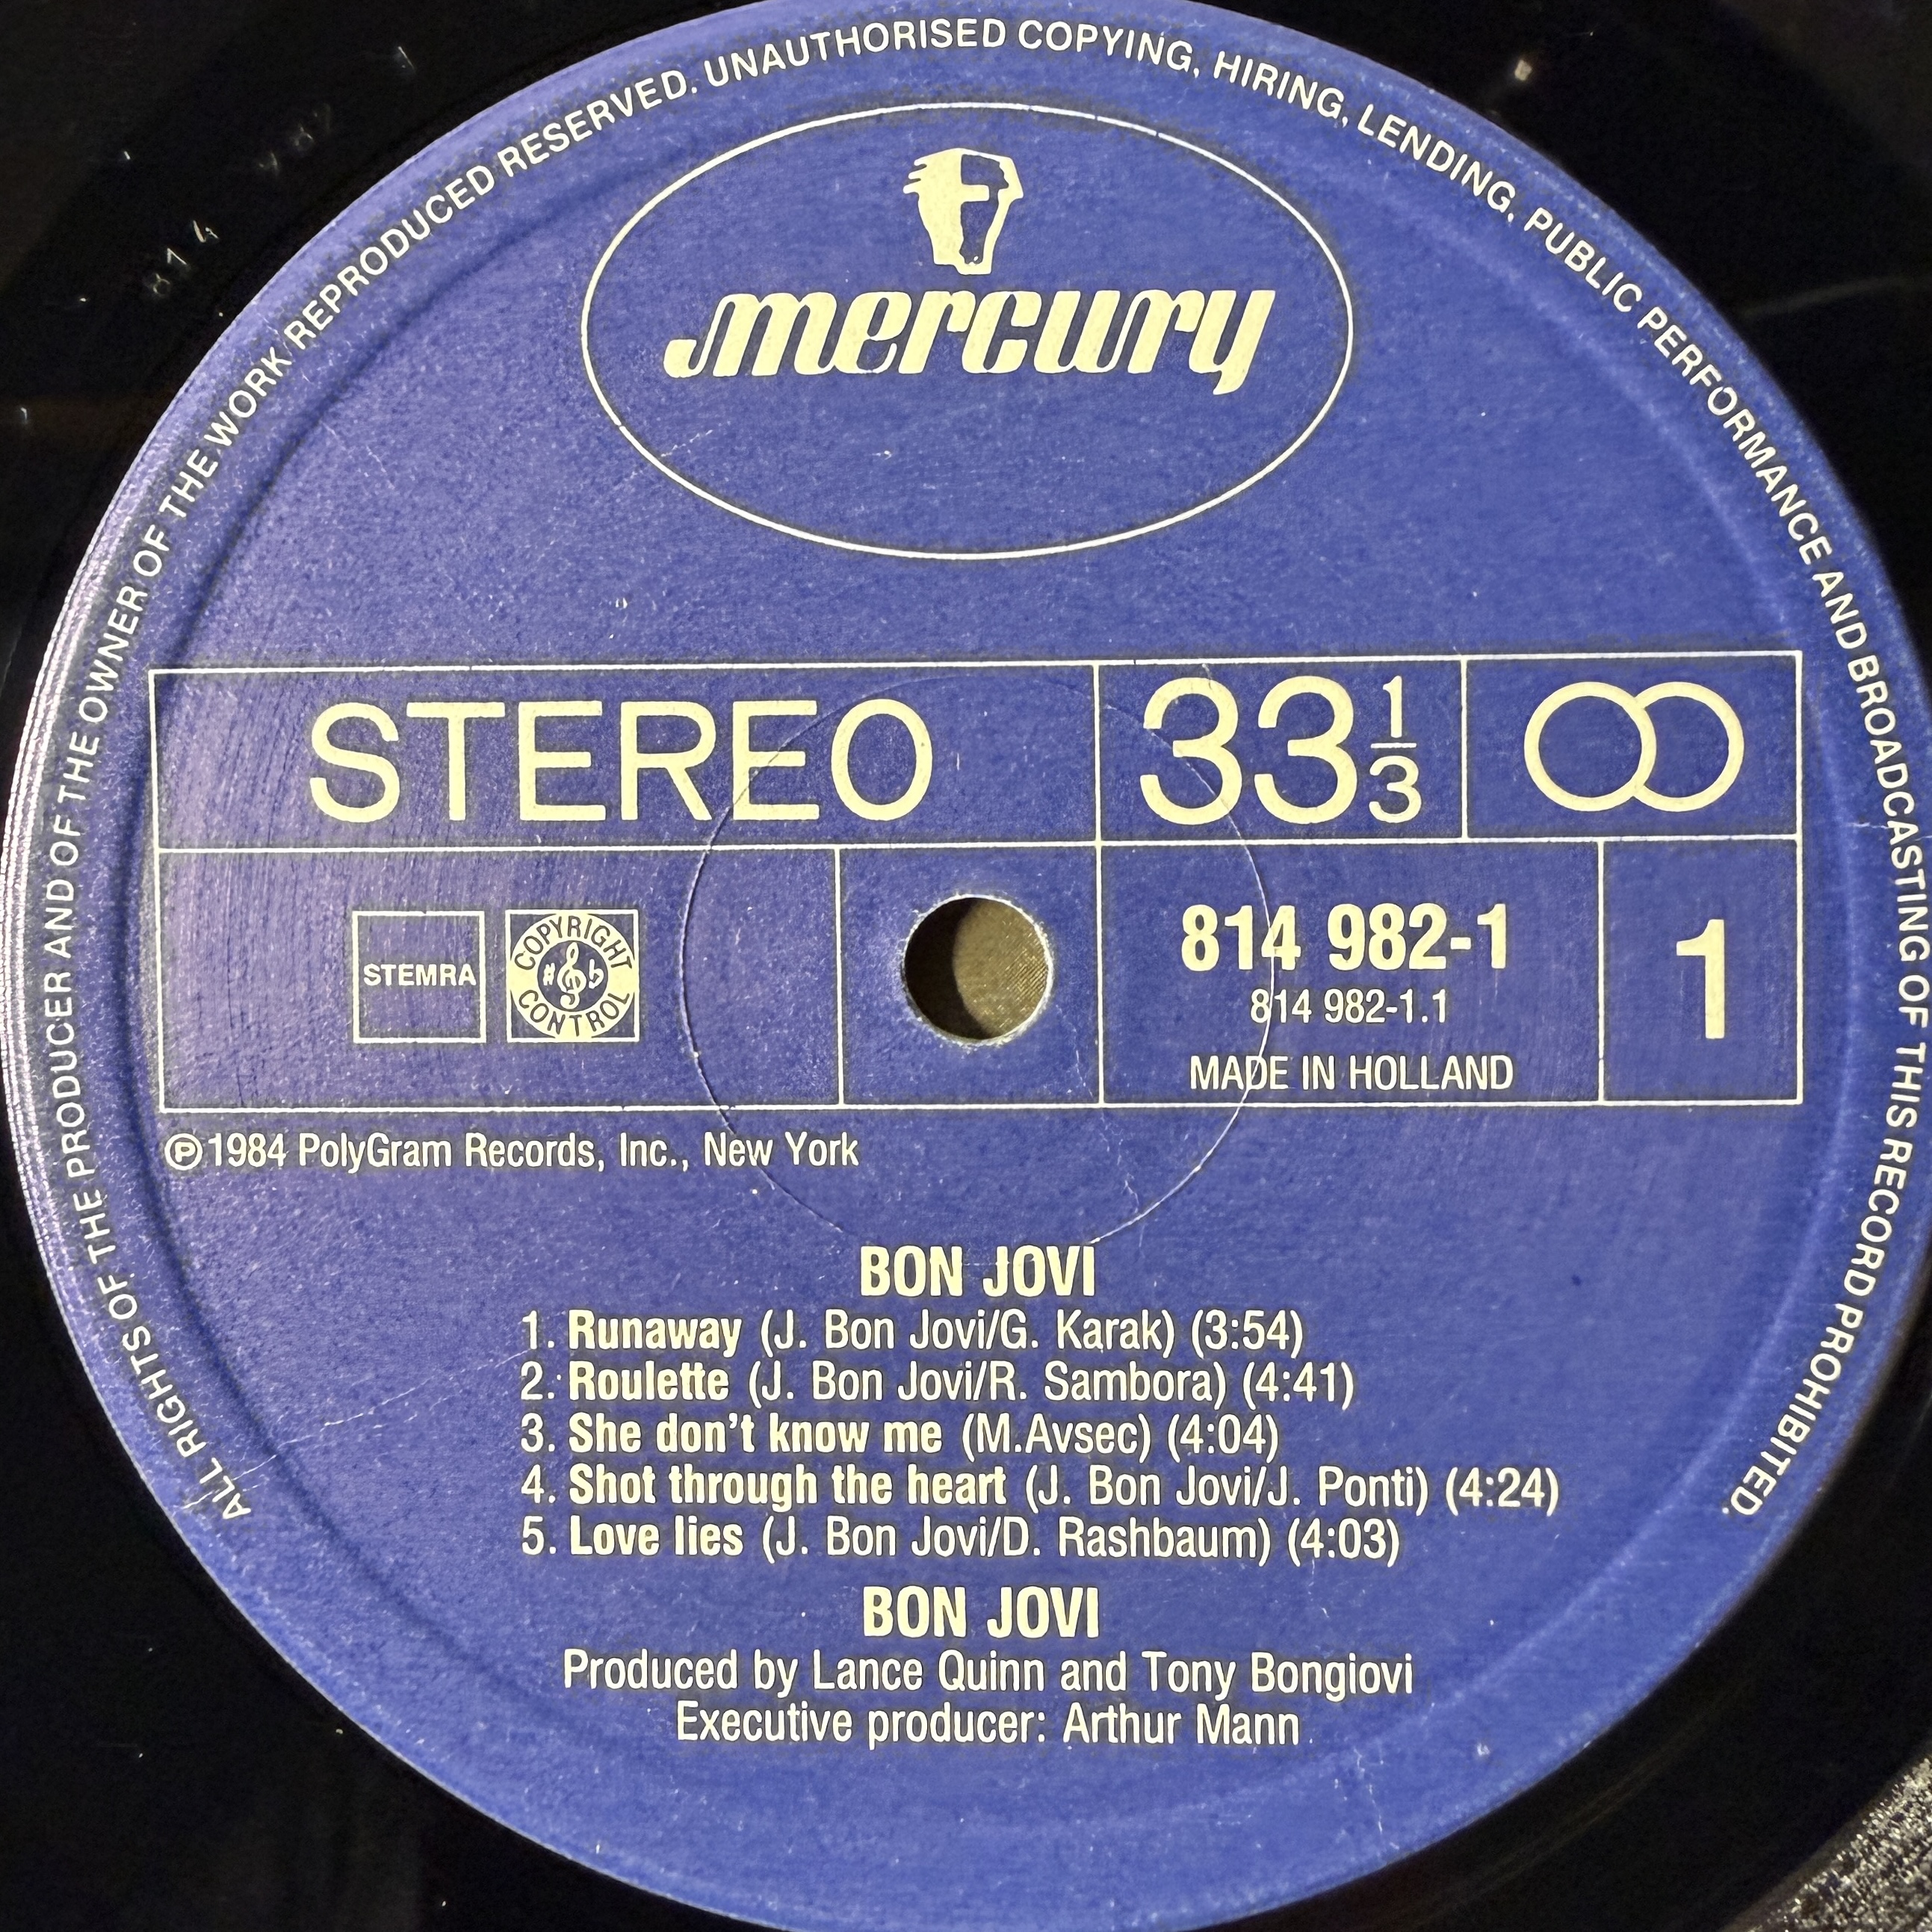 ALL RIGHTS OF THE PRODUCER AND OF THE OWNER OF THE WORK REPRODUCED RESERVED. UNAUTHORISED COPYING, HIRING, LENDING, PUBLIC PERFORMANCE AND BROADCASTING OF THIS RECORD PROHIBITED.
mercury
STEREO
33 1/3
STEMRA
COPYRIGHT CONTROL
814 982-1
814 982-1.1
MADE IN HOLLAND
1
℗1984 PolyGram Records, Inc., New York
BON JOVI
1. Runaway (J. Bon Jovi/G. Karak) (3:54)
2. Roulette (J. Bon Jovi/R. Sambora) (4:41)
3. She don't know me (M.Avsec) (4:04)
4. Shot through the heart (J. Bon Jovi/J. Ponti) (4:24)
5. Love lies (J. Bon Jovi/D. Rashbaum) (4:03)
BON JOVI
Produced by Lance Quinn and Tony Bongiovi
Executive producer: Arthur Mann